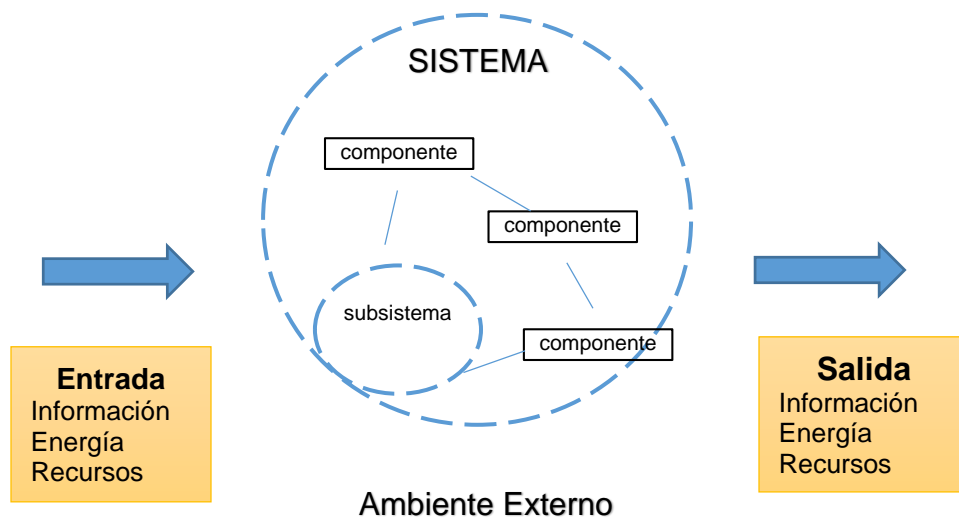 SISTEMA
componente
componente
subsistema
componente
Entrada
Información
Energía
Recursos
Salida
Información
Energía
Recursos
Ambiente Externo